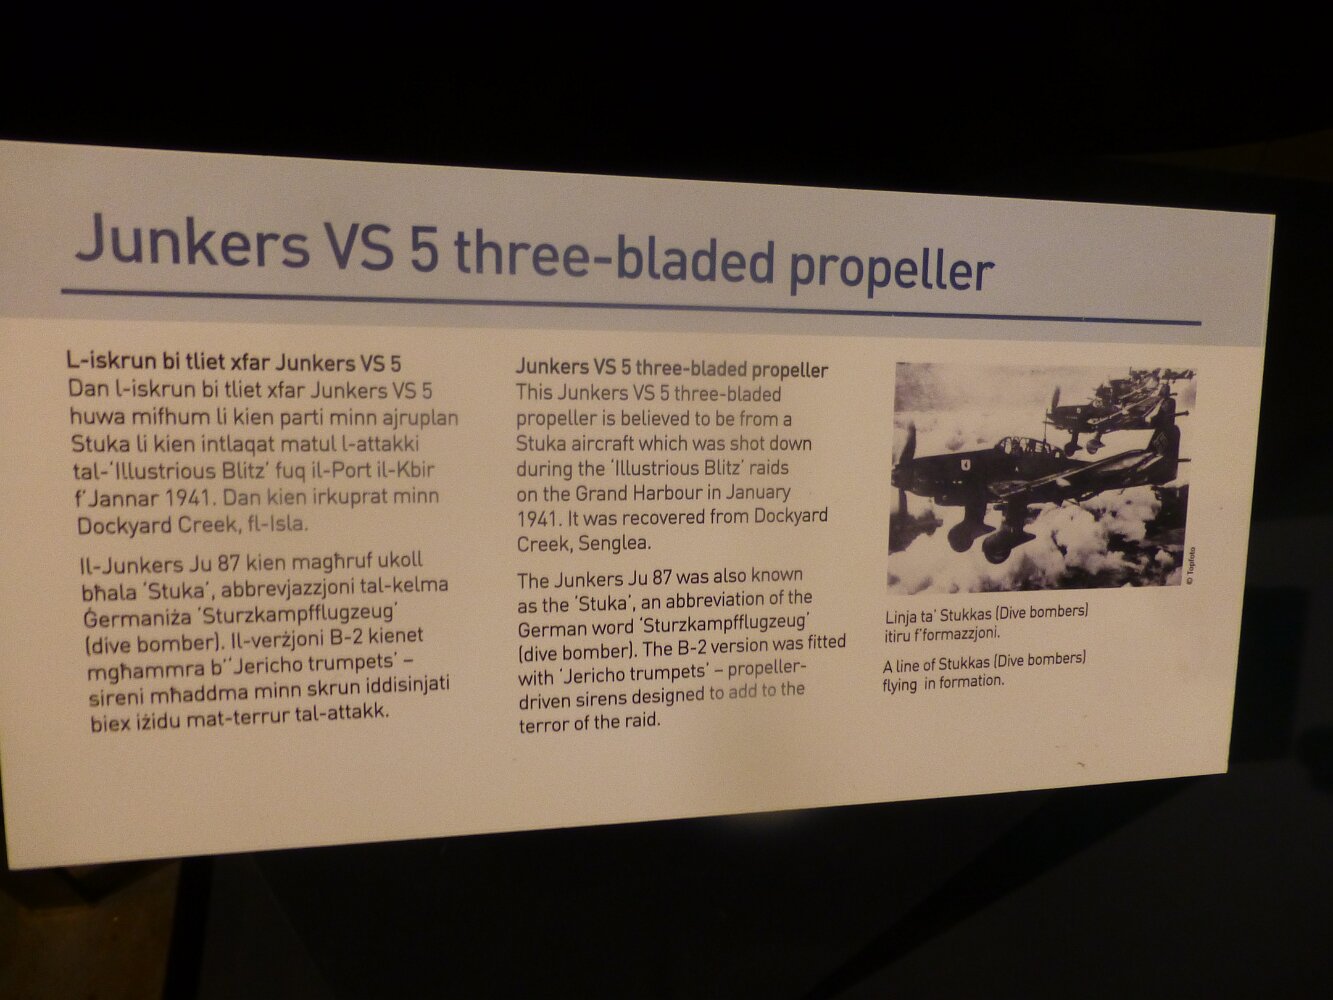 Junkers VS 5 three-bladed propeller
L-iskrun bi tliet xfar Junkers VS 5
Dan l-iskrun bi tliet xfar Junkers VS 5
huwa mifhum li kien parti minn ajruplan
Stuka li kien intlaqat matul l-attakki
tal-'Illustrious Blitz' fuq il-Port il-Kbir
f'Jannar 1941. Dan kien irkuprat minn
Dockyard Creek, fl-Isla.
Il-Junkers Ju 87 kien magħruf ukoll
bħala 'Stuka', abbrevjazzjoni tal-kelma
Ġermaniża 'Sturzkampfflugzeug'
(dive bomber). Il-verżjoni B-2 kienet
mgħammra b''Jericho trumpets' –
sireni mħaddma minn skrun iddisinjati
biex iżidu mat-terrur tal-attakk.
Junkers VS 5 three-bladed propeller
This Junkers VS 5 three-bladed
propeller is believed to be from a
Stuka aircraft which was shot down
during the 'Illustrious Blitz' raids
on the Grand Harbour in January
1941. It was recovered from Dockyard
Creek, Senglea.
The Junkers Ju 87 was also known
as the 'Stuka', an abbreviation of the
German word 'Sturzkampfflugzeug'
(dive bomber). The B-2 version was fitted
with 'Jericho trumpets' – propeller-
driven sirens designed to add to the
terror of the raid.
© Topfoto
Linja ta' Stukkas (Dive bombers)
itiru f'formazzjoni.
A line of Stukkas (Dive bombers)
flying in formation.